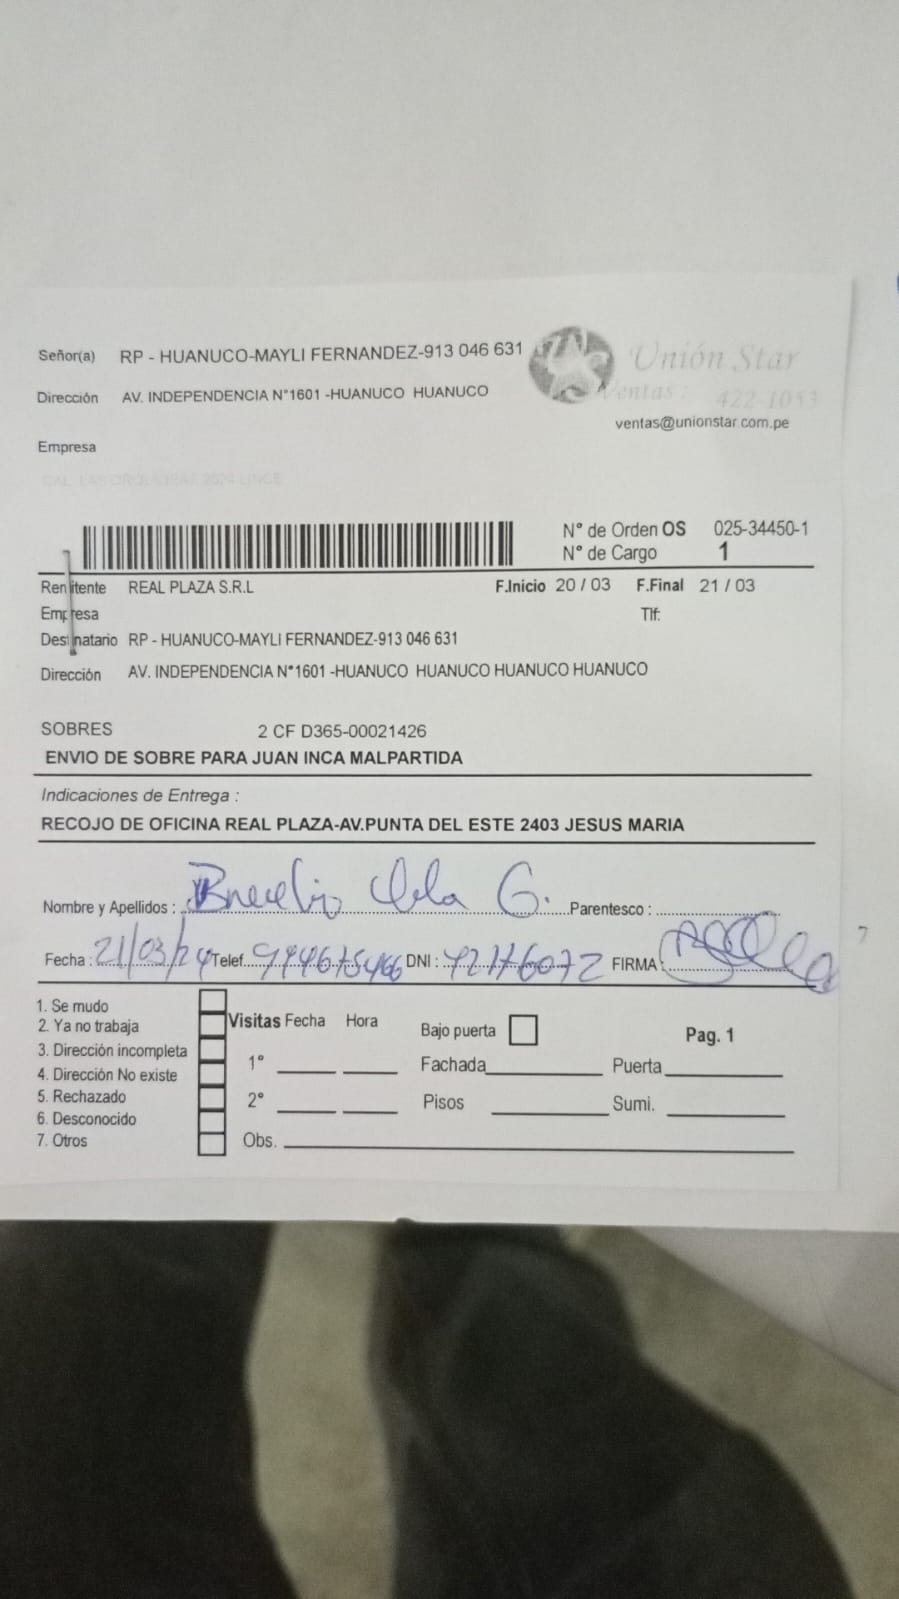 Señor(a) RP - HUANUCO-MAYLI FERNANDEZ-913 046 631
Unión Star
Dirección AV. INDEPENDENCIA N°1601 -HUANUCO HUANUCO
Ventas : 422-1053
ventas@unionstar.com.pe
Empresa
N° de Orden OS 025-34450-1
N° de Cargo 1
Remitente REAL PLAZA S.R.L F.Inicio 20 / 03 F.Final 21 / 03
Empresa Tlf:
Destinatario RP - HUANUCO-MAYLI FERNANDEZ-913 046 631
Dirección AV. INDEPENDENCIA N°1601 -HUANUCO HUANUCO HUANUCO HUANUCO
SOBRES 2 CF D365-00021426
ENVIO DE SOBRE PARA JUAN INCA MALPARTIDA
Indicaciones de Entrega :
RECOJO DE OFICINA REAL PLAZA-AV.PUNTA DEL ESTE 2403 JESUS MARIA
Nombre y Apellidos : G. Parentesco :
Fecha : 21/03/24 Telef. DNI : FIRMA
1. Se mudo
2. Ya no trabaja
3. Dirección incompleta
4. Dirección No existe
5. Rechazado
6. Desconocido
7. Otros
Visitas Fecha Hora
1°
2°
Obs.
Bajo puerta
Pag. 1
Fachada Puerta
Pisos Sumi.